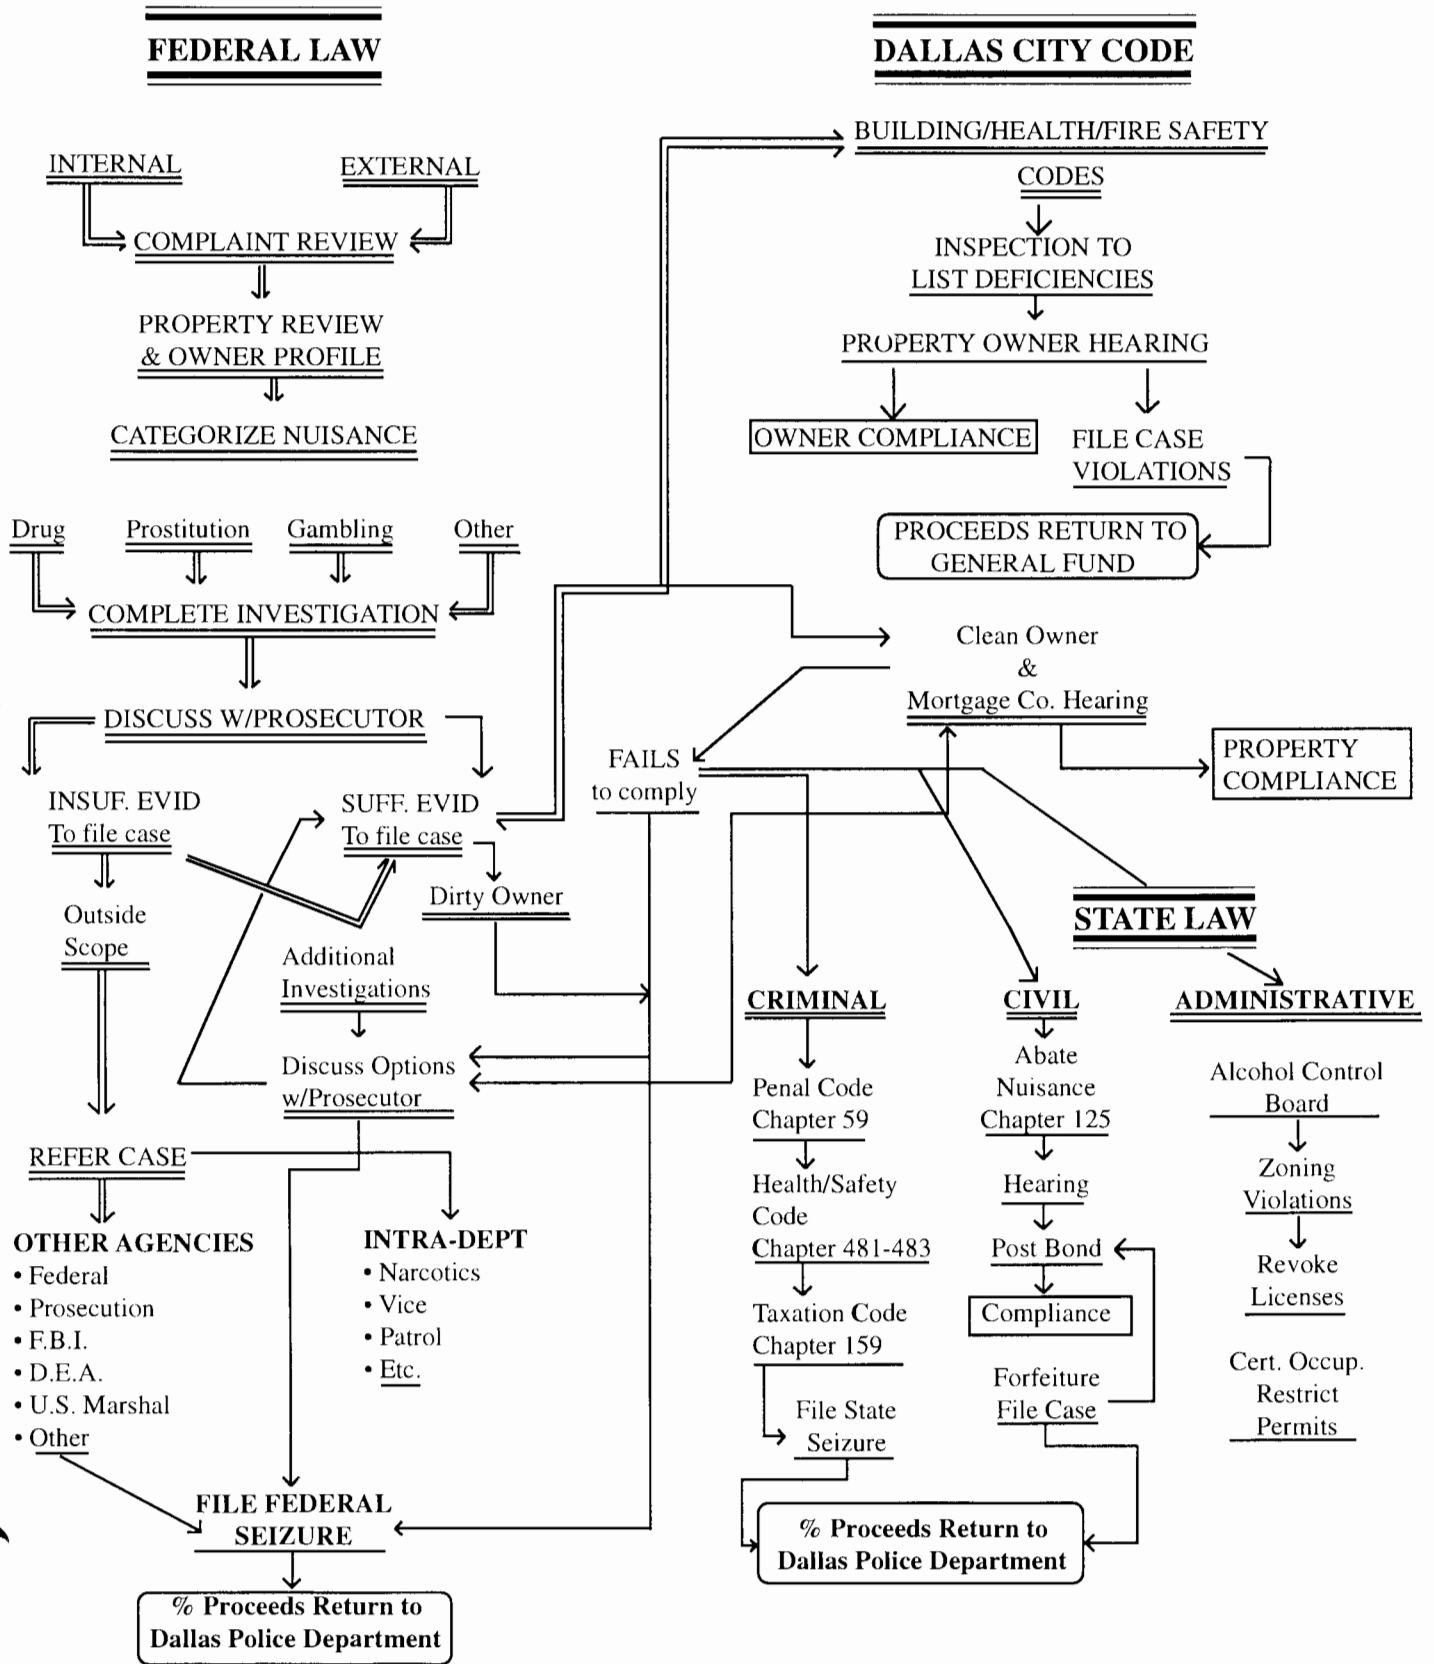 FEDERAL LAW
INTERNAL
EXTERNAL
COMPLAINT REVIEW
PROPERTY REVIEW
& OWNER PROFILE
CATEGORIZE NUISANCE
Drug
Prostitution
Gambling
Other
COMPLETE INVESTIGATION
DISCUSS W/PROSECUTOR
INSUF. EVID
To file case
SUFF. EVID
To file case
Outside
Scope
Dirty Owner
Additional
Investigations
Discuss Options
w/Prosecutor
REFER CASE
OTHER AGENCIES
• Federal
• Prosecution
• F.B.I.
• D.E.A.
• U.S. Marshal
• Other
INTRA-DEPT
• Narcotics
• Vice
• Patrol
• Etc.
FILE FEDERAL
SEIZURE
% Proceeds Return to
Dallas Police Department
DALLAS CITY CODE
BUILDING/HEALTH/FIRE SAFETY
CODES
INSPECTION TO
LIST DEFICIENCIES
PROPERTY OWNER HEARING
OWNER COMPLIANCE
FILE CASE
VIOLATIONS
PROCEEDS RETURN TO
GENERAL FUND
Clean Owner
&
Mortgage Co. Hearing
PROPERTY
COMPLIANCE
FAILS
to comply
STATE LAW
CRIMINAL
Penal Code
Chapter 59
Health/Safety
Code
Chapter 481-483
Taxation Code
Chapter 159
File State
Seizure
CIVIL
Abate
Nuisance
Chapter 125
Hearing
Post Bond
Compliance
Forfeiture
File Case
ADMINISTRATIVE
Alcohol Control
Board
Zoning
Violations
Revoke
Licenses
Cert. Occup.
Restrict
Permits
% Proceeds Return to
Dallas Police Department